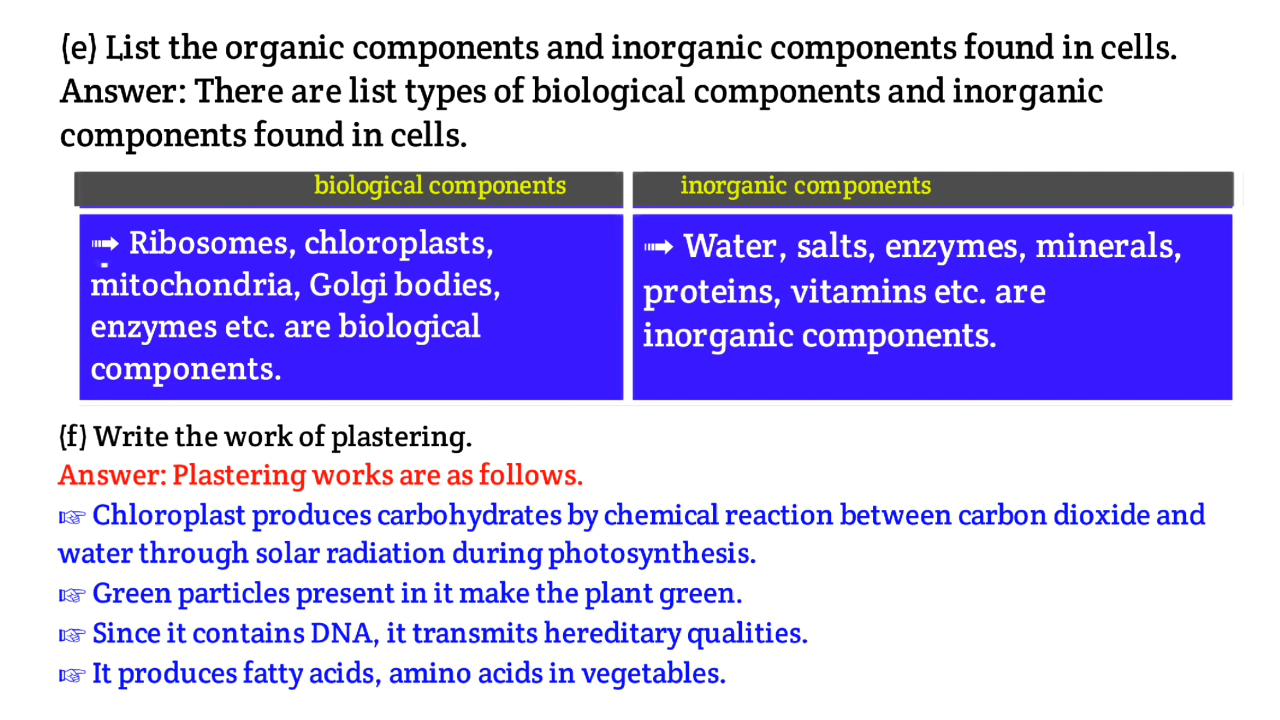 (e) List the organic components and inorganic components found in cells.
Answer: There are list types of biological components and inorganic
components found in cells.
biological components
inorganic components
➟ Ribosomes, chloroplasts,
mitochondria, Golgi bodies,
enzymes etc. are biological
components.
➟ Water, salts, enzymes, minerals,
proteins, vitamins etc. are
inorganic components.
(f) Write the work of plastering.
Answer: Plastering works are as follows.
☞ Chloroplast produces carbohydrates by chemical reaction between carbon dioxide and
water through solar radiation during photosynthesis.
☞ Green particles present in it make the plant green.
☞ Since it contains DNA, it transmits hereditary qualities.
☞ It produces fatty acids, amino acids in vegetables.